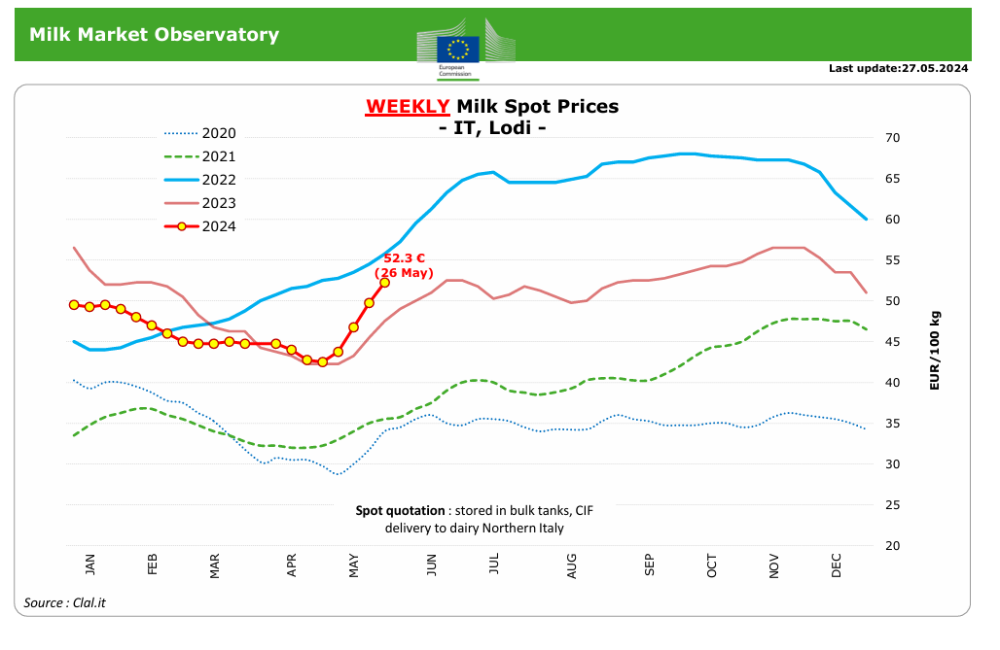 Milk Market Observatory
European
Commission
Last update:27.05.2024
WEEKLY Milk Spot Prices
- IT, Lodi -
2020
2021
2022
2023
2024
70
65
60
55
50
45
40
35
30
25
20
EUR/100 kg
52.3 €
(26 May)
Spot quotation : stored in bulk tanks, CIF
delivery to dairy Northern Italy
JAN
FEB
MAR
APR
MAY
JUN
JUL
AUG
SEP
OCT
NOV
DEC
Source : Clal.it